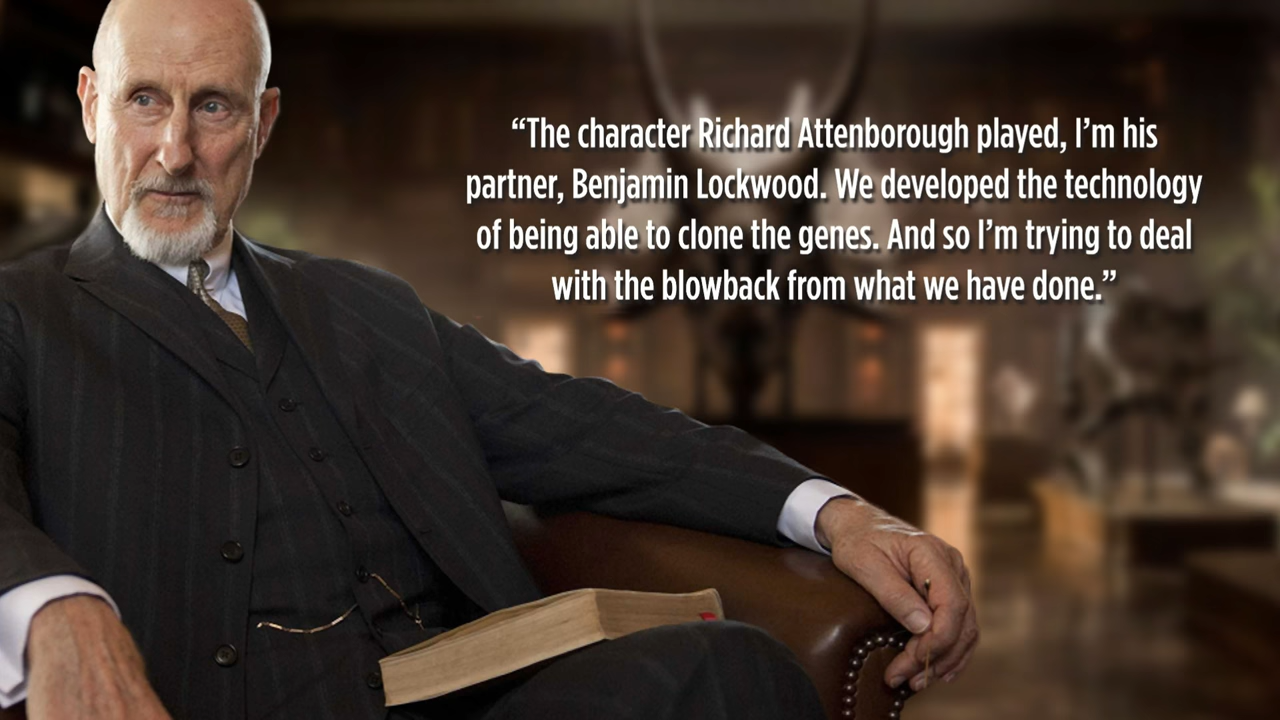 “The character Richard Attenborough played, I’m his
partner, Benjamin Lockwood. We developed the technology
of being able to clone the genes. And so I’m trying to deal
with the blowback from what we have done.”